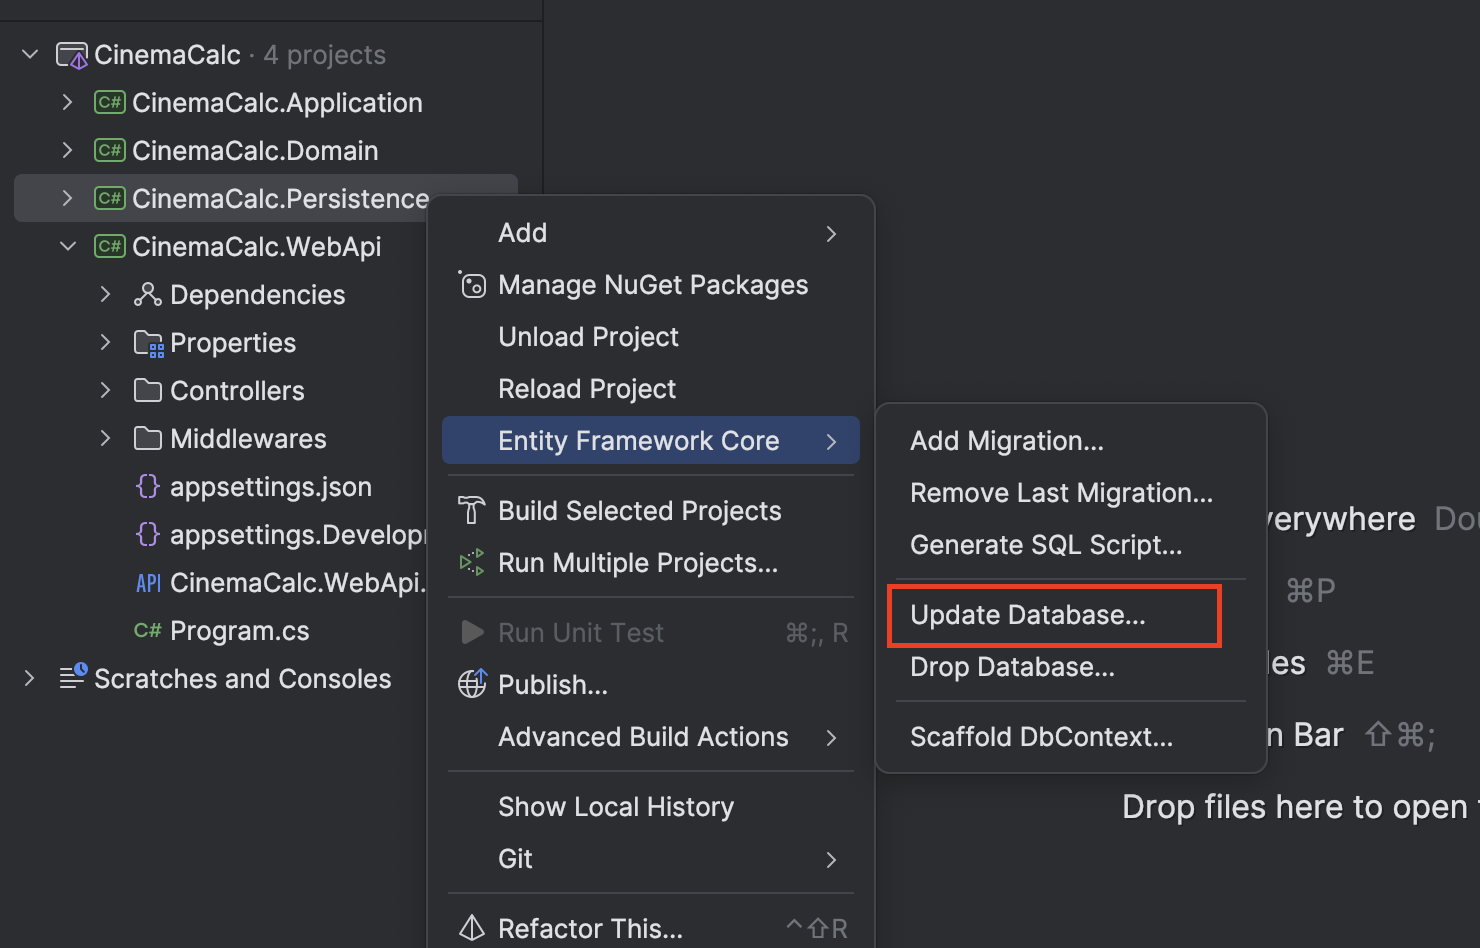 CinemaCalc · 4 projects
C# CinemaCalc.Application
C# CinemaCalc.Domain
C# CinemaCalc.Persistence
C# CinemaCalc.WebApi
Dependencies
Properties
Controllers
Middlewares
{} appsettings.json
{} appsettings.Develop
API CinemaCalc.WebApi.
C# Program.cs
Scratches and Consoles
Add
Manage NuGet Packages
Unload Project
Reload Project
Entity Framework Core
Build Selected Projects
Run Multiple Projects...
Run Unit Test ⌘;, R
Publish...
Advanced Build Actions
Show Local History
Git
Refactor This... ^⇧R
Add Migration...
Remove Last Migration...
Generate SQL Script...
Update Database...
Drop Database...
Scaffold DbContext...
verywhere Dou
⌘P
les ⌘E
n Bar ⇧⌘;
Drop files here to open